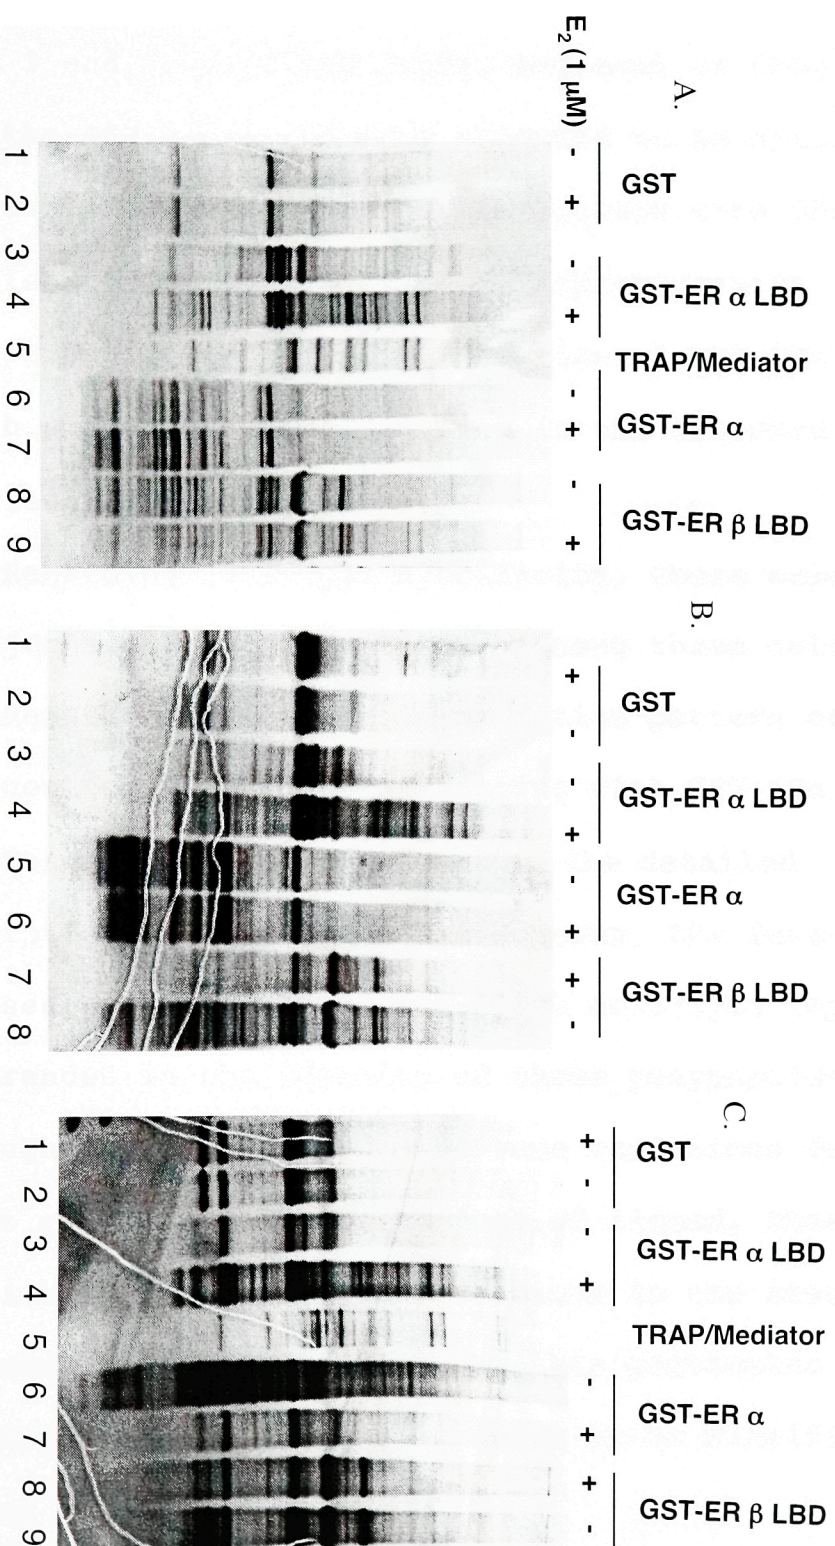 A.
GST GST-ER α LBD TRAP/Mediator GST-ER α GST-ER β LBD
E₂ (1 μM) - + - + - + - +
1 2 3 4 5 6 7 8 9
B.
GST GST-ER α LBD GST-ER α GST-ER β LBD
+ - + - + + -
1 2 3 4 5 6 7 8
C.
GST GST-ER α LBD TRAP/Mediator GST-ER α GST-ER β LBD
+ - - + - + + -
1 2 3 4 5 6 7 8 9